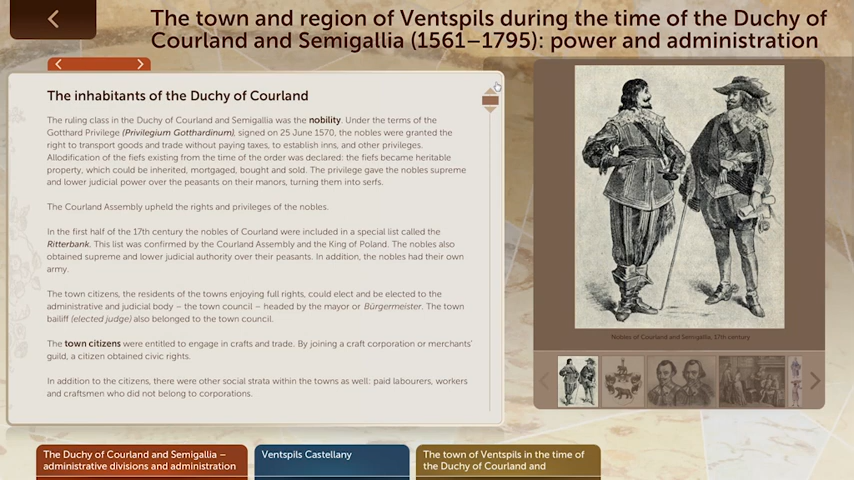 The town and region of Ventspils during the time of the Duchy of
Courland and Semigallia (1561–1795): power and administration
The inhabitants of the Duchy of Courland
The ruling class in the Duchy of Courland and Semigallia was the nobility. Under the terms of the
Gotthard Privilege (Privilegium Gotthardinum), signed on 25 June 1570, the nobles were granted the
right to transport goods and trade without paying taxes, to establish inns, and other privileges.
Allodification of the fiefs existing from the time of the order was declared: the fiefs became heritable
property, which could be inherited, mortgaged, bought and sold. The privilege gave the nobles supreme
and lower judicial power over the peasants on their manors, turning them into serfs.
The Courland Assembly upheld the rights and privileges of the nobles.
In the first half of the 17th century the nobles of Courland were included in a special list called the
Ritterbank. This list was confirmed by the Courland Assembly and the King of Poland. The nobles also
obtained supreme and lower judicial authority over their peasants. In addition, the nobles had their own
army.
The town citizens, the residents of the towns enjoying full rights, could elect and be elected to the
administrative and judicial body – the town council – headed by the mayor or Bürgermeister. The town
bailiff (elected judge) also belonged to the town council.
The town citizens were entitled to engage in crafts and trade. By joining a craft corporation or merchants'
guild, a citizen obtained civic rights.
In addition to the citizens, there were other social strata within the towns as well: paid labourers, workers
and craftsmen who did not belong to corporations.
Nobles of Courland and Semigallia, 17th century
The Duchy of Courland and Semigallia –
administrative divisions and administration
Ventspils Castellany
The town of Ventspils in the time of
the Duchy of Courland and